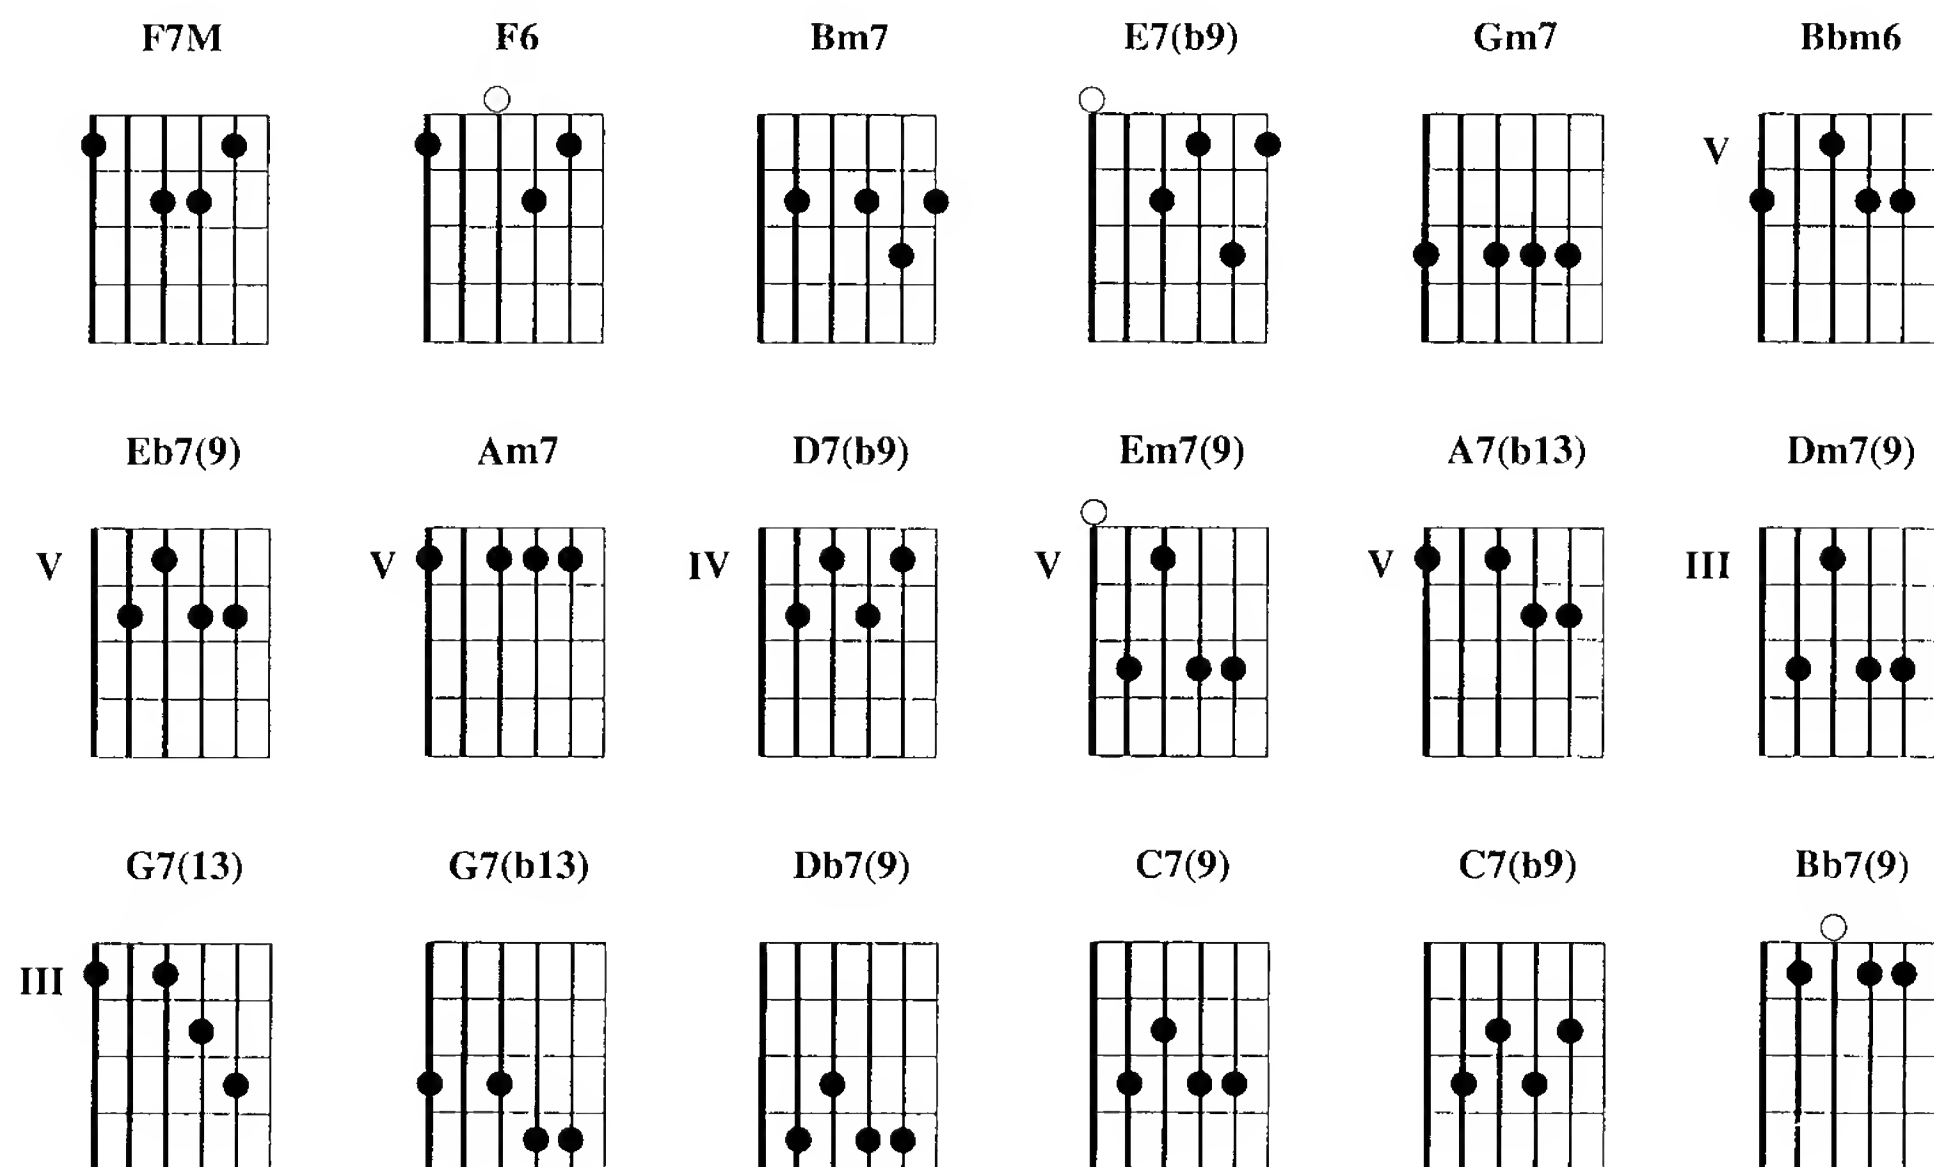 F7M F6 Bm7 E7(b9) Gm7 Bbm6
V
Eb7(9) Am7 D7(b9) Em7(9) A7(b13) Dm7(9)
V V IV V V III
G7(13) G7(b13) Db7(9) C7(9) C7(b9) Bb7(9)
III